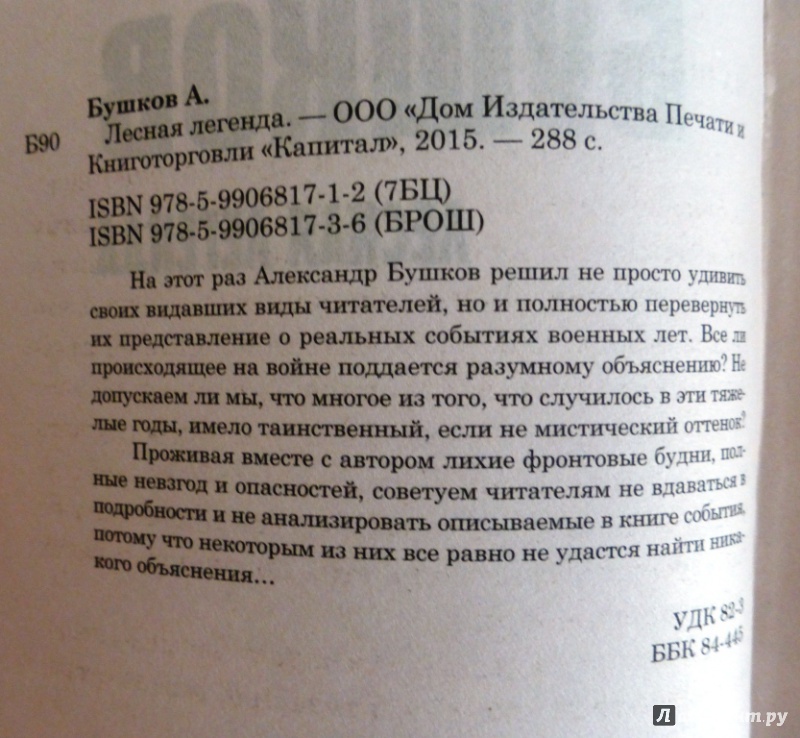 Бушков А.
Б90 Лесная легенда. — ООО «Дом Издательства Печати и
Книготорговли «Капитал», 2015. — 288 с.
ISBN 978-5-9906817-1-2 (7БЦ)
ISBN 978-5-9906817-3-6 (БРОШ)
На этот раз Александр Бушков решил не просто удивить
своих видавших виды читателей, но и полностью перевернуть
их представление о реальных событиях военных лет. Все ли
происходящее на войне поддается разумному объяснению? Не
допускаем ли мы, что многое из того, что случилось в эти тяже-
лые годы, имело таинственный, если не мистический оттенок?
Проживая вместе с автором лихие фронтовые будни, пол-
ные невзгод и опасностей, советуем читателям не вдаваться в
подробности и не анализировать описываемые в книге события,
потому что некоторым из них все равно не удастся найти ника-
кого объяснения...
УДК 82-3
ББК 84-445